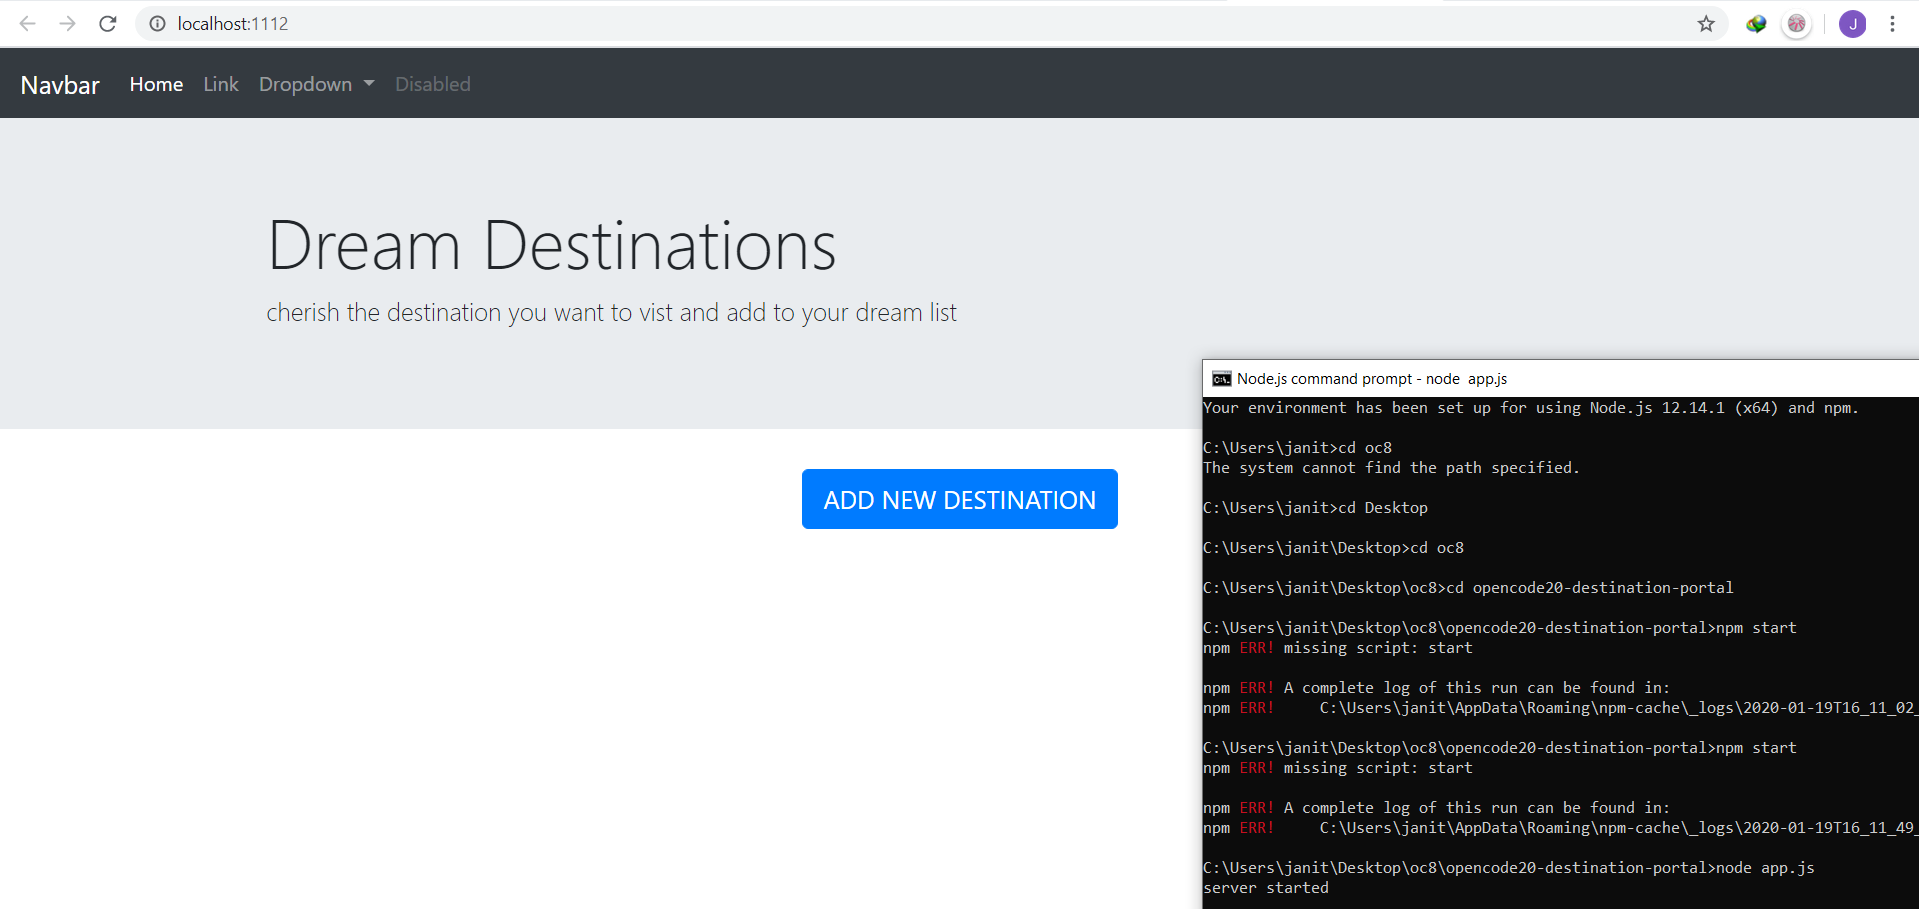 localhost:1112
J
Navbar Home Link Dropdown Disabled
Dream Destinations
cherish the destination you want to vist and add to your dream list
ADD NEW DESTINATION
Node.js command prompt - node  app.js
Your environment has been set up for using Node.js 12.14.1 (x64) and npm.
C:\Users\janit>cd oc8
The system cannot find the path specified.
C:\Users\janit>cd Desktop
C:\Users\janit\Desktop>cd oc8
C:\Users\janit\Desktop\oc8>cd opencode20-destination-portal
C:\Users\janit\Desktop\oc8\opencode20-destination-portal>npm start
npm ERR! missing script: start
npm ERR! A complete log of this run can be found in:
npm ERR!     C:\Users\janit\AppData\Roaming\npm-cache\_logs\2020-01-19T16_11_02_
C:\Users\janit\Desktop\oc8\opencode20-destination-portal>npm start
npm ERR! missing script: start
npm ERR! A complete log of this run can be found in:
npm ERR!     C:\Users\janit\AppData\Roaming\npm-cache\_logs\2020-01-19T16_11_49_
C:\Users\janit\Desktop\oc8\opencode20-destination-portal>node app.js
server started